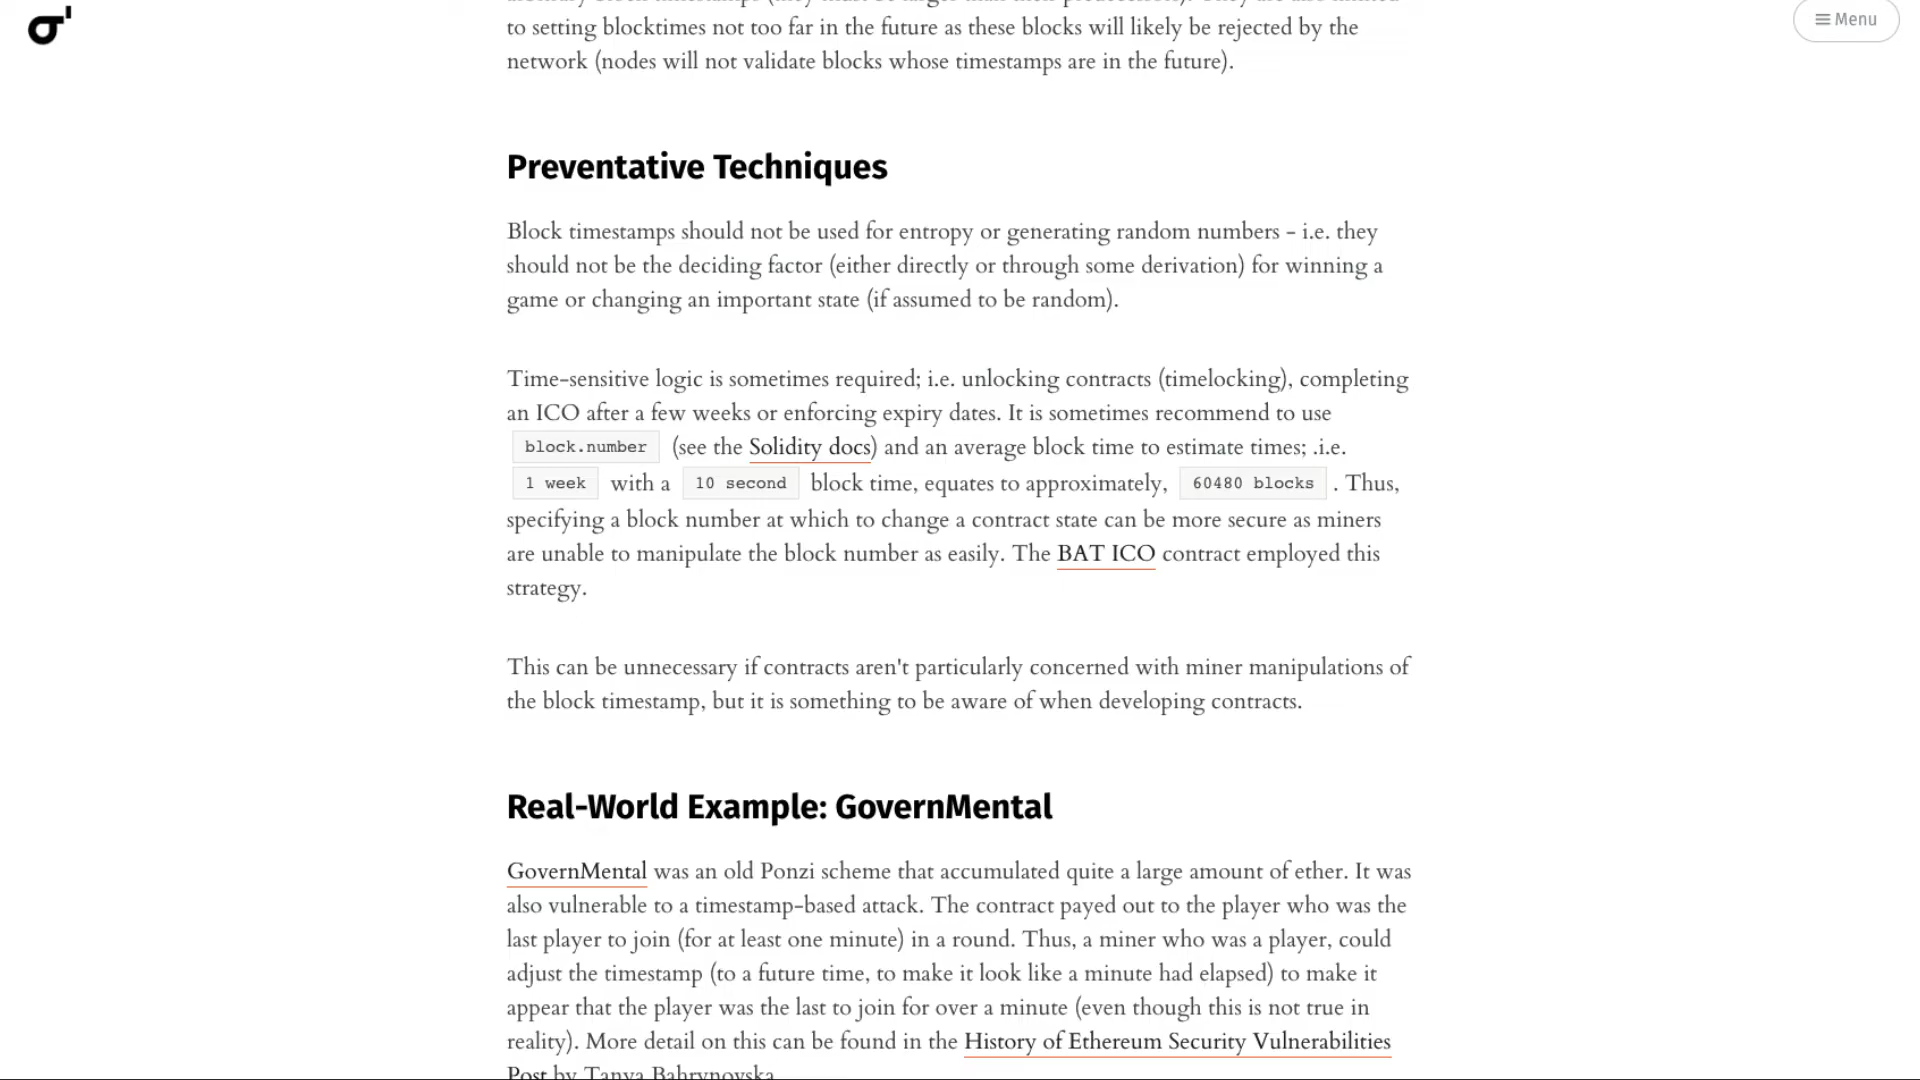 to setting blocktimes not too far in the future as these blocks will likely be rejected by the
network (nodes will not validate blocks whose timestamps are in the future).
Menu
Preventative Techniques
Block timestamps should not be used for entropy or generating random numbers - i.e. they
should not be the deciding factor (either directly or through some derivation) for winning a
game or changing an important state (if assumed to be random).
Time-sensitive logic is sometimes required; i.e. unlocking contracts (timelocking), completing
an ICO after a few weeks or enforcing expiry dates. It is sometimes recommend to use
block.number (see the Solidity docs) and an average block time to estimate times; .i.e.
1 week with a 10 second block time, equates to approximately, 60480 blocks . Thus,
specifying a block number at which to change a contract state can be more secure as miners
are unable to manipulate the block number as easily. The BAT ICO contract employed this
strategy.
This can be unnecessary if contracts aren't particularly concerned with miner manipulations of
the block timestamp, but it is something to be aware of when developing contracts.
Real-World Example: GovernMental
GovernMental was an old Ponzi scheme that accumulated quite a large amount of ether. It was
also vulnerable to a timestamp-based attack. The contract payed out to the player who was the
last player to join (for at least one minute) in a round. Thus, a miner who was a player, could
adjust the timestamp (to a future time, to make it look like a minute had elapsed) to make it
appear that the player was the last to join for over a minute (even though this is not true in
reality). More detail on this can be found in the History of Ethereum Security Vulnerabilities
Post by Tanya Bahrynovska